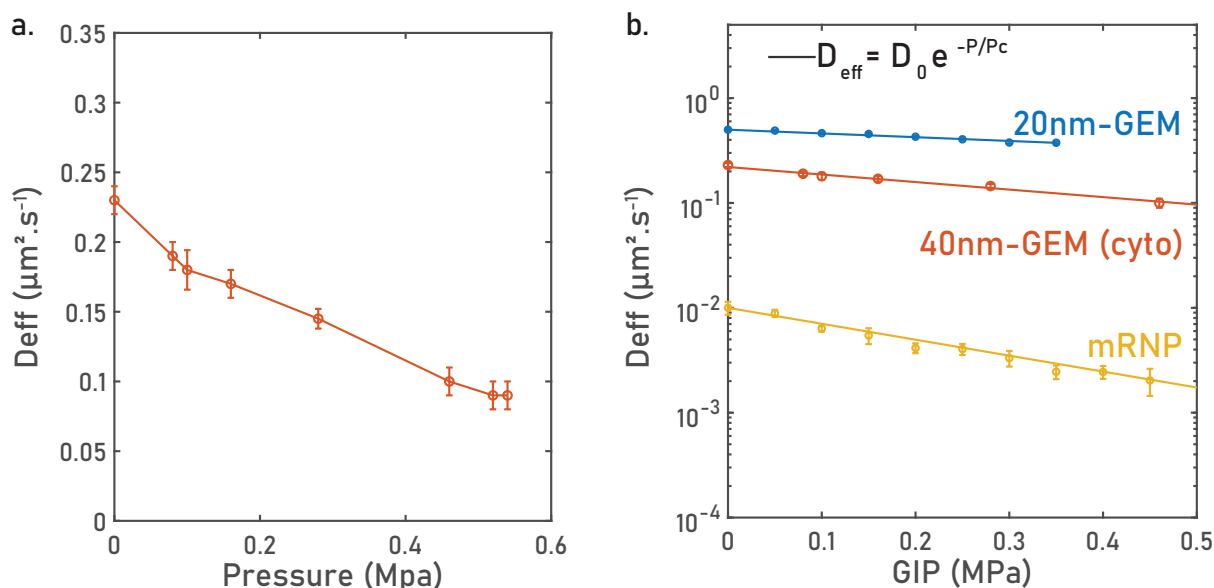 a.
0.35
0.3
0.25
0.2
0.15
0.1
0.05
0
Deff (µm².s⁻¹)
0 0.2 0.4 0.6
Pressure (Mpa)
b.
D_eff = D_0 e^-P/Pc
10⁰
10⁻¹
10⁻²
10⁻³
10⁻⁴
Deff (µm².s⁻¹)
20nm-GEM
40nm-GEM (cyto)
mRNP
0 0.1 0.2 0.3 0.4 0.5
GIP (MPa)